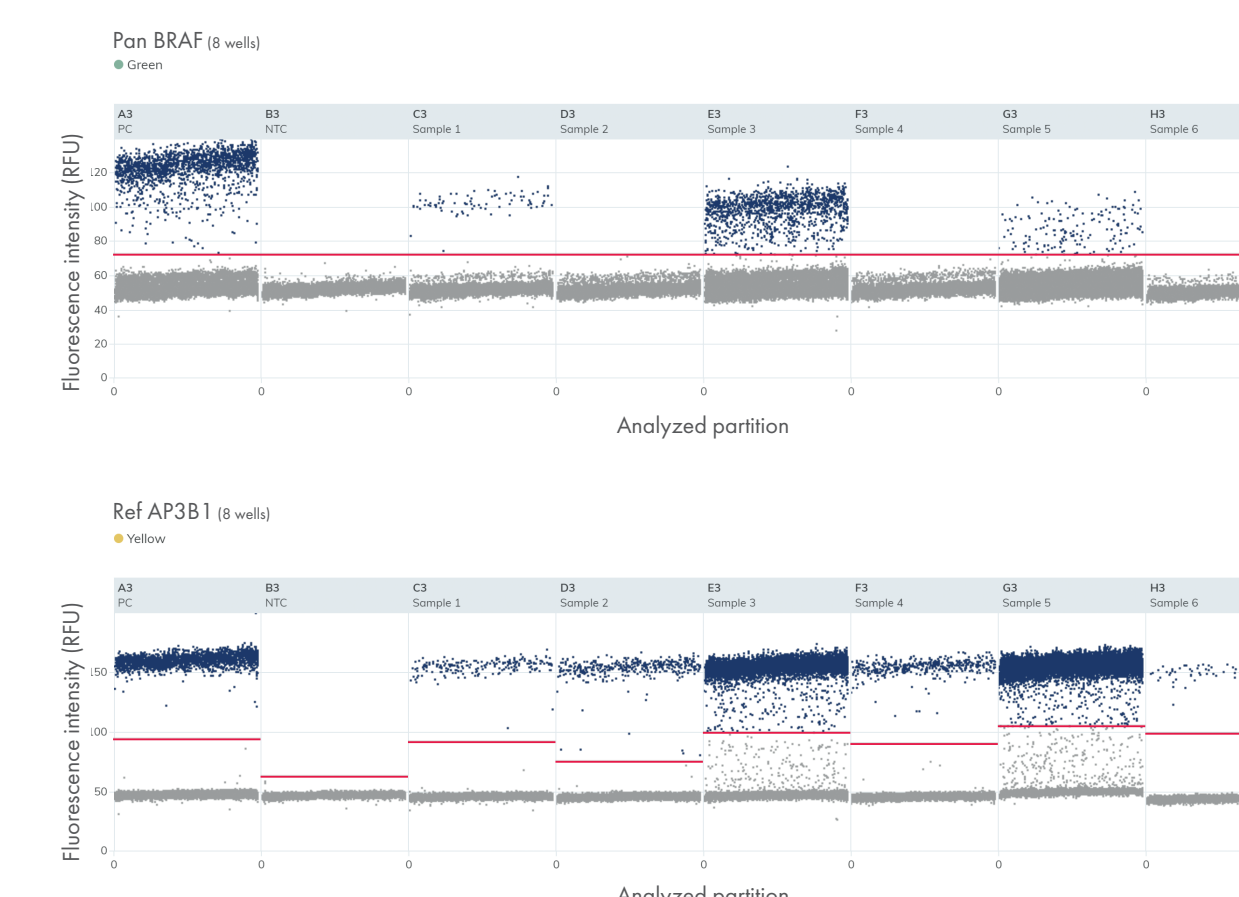 Pan BRAF (8 wells)
Green
A3 B3 C3 D3 E3 F3 G3 H3
PC NTC Sample 1 Sample 2 Sample 3 Sample 4 Sample 5 Sample 6
Fluorescence intensity (RFU)
120
100
80
60
40
20
0
0 0 0 0 0 0 0 0
Analyzed partition
Ref AP3B1 (8 wells)
Yellow
A3 B3 C3 D3 E3 F3 G3 H3
PC NTC Sample 1 Sample 2 Sample 3 Sample 4 Sample 5 Sample 6
Fluorescence intensity (RFU)
150
100
50
0
0 0 0 0 0 0 0 0
Analyzed partition